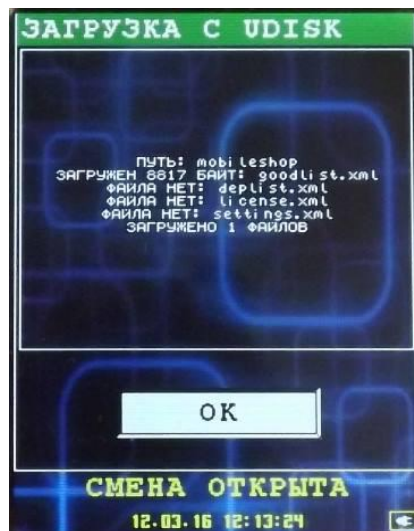 ЗАГРУЗКА С UDISK
ПУТЬ: mobileshop
ЗАГРУЖЕН 8817 БАЙТ: goodlist.xml
ФАЙЛА НЕТ: deplist.xml
ФАЙЛА НЕТ: license.xml
ФАЙЛА НЕТ: settings.xml
ЗАГРУЖЕНО 1 ФАЙЛОВ
OK
СМЕНА ОТКРЫТА
12.03.16 12:13:24